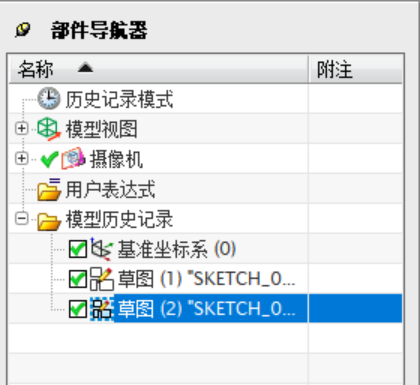 部件导航器
名称 附注
历史记录模式
模型视图
摄像机
用户表达式
模型历史记录
基准坐标系 (0)
草图 (1) "SKETCH_0...
草图 (2) "SKETCH_0...